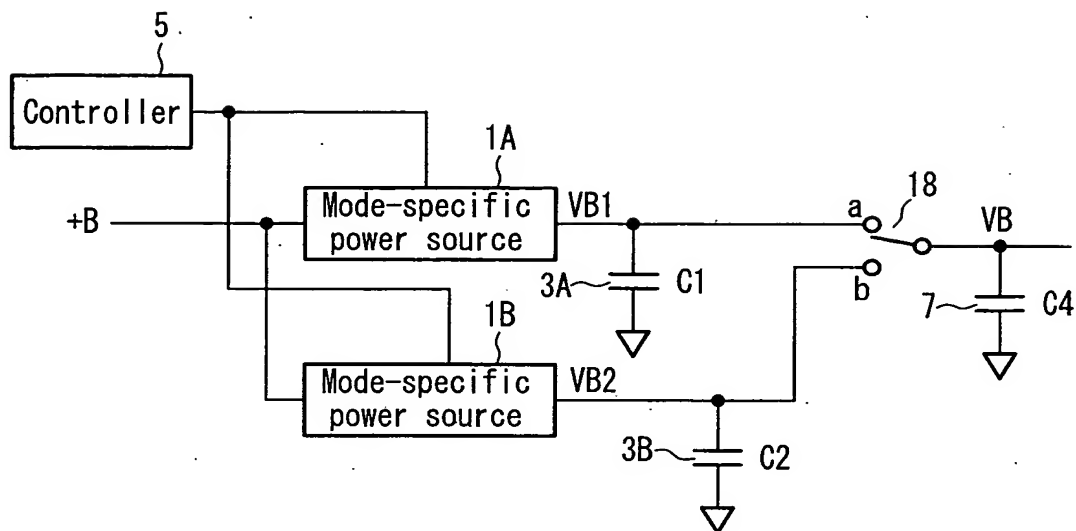 5
Controller
1A
Mode-specific
power source
VB1
+B
a
18
VB
b
3A
C1
7
C4
1B
Mode-specific
power source
VB2
3B
C2